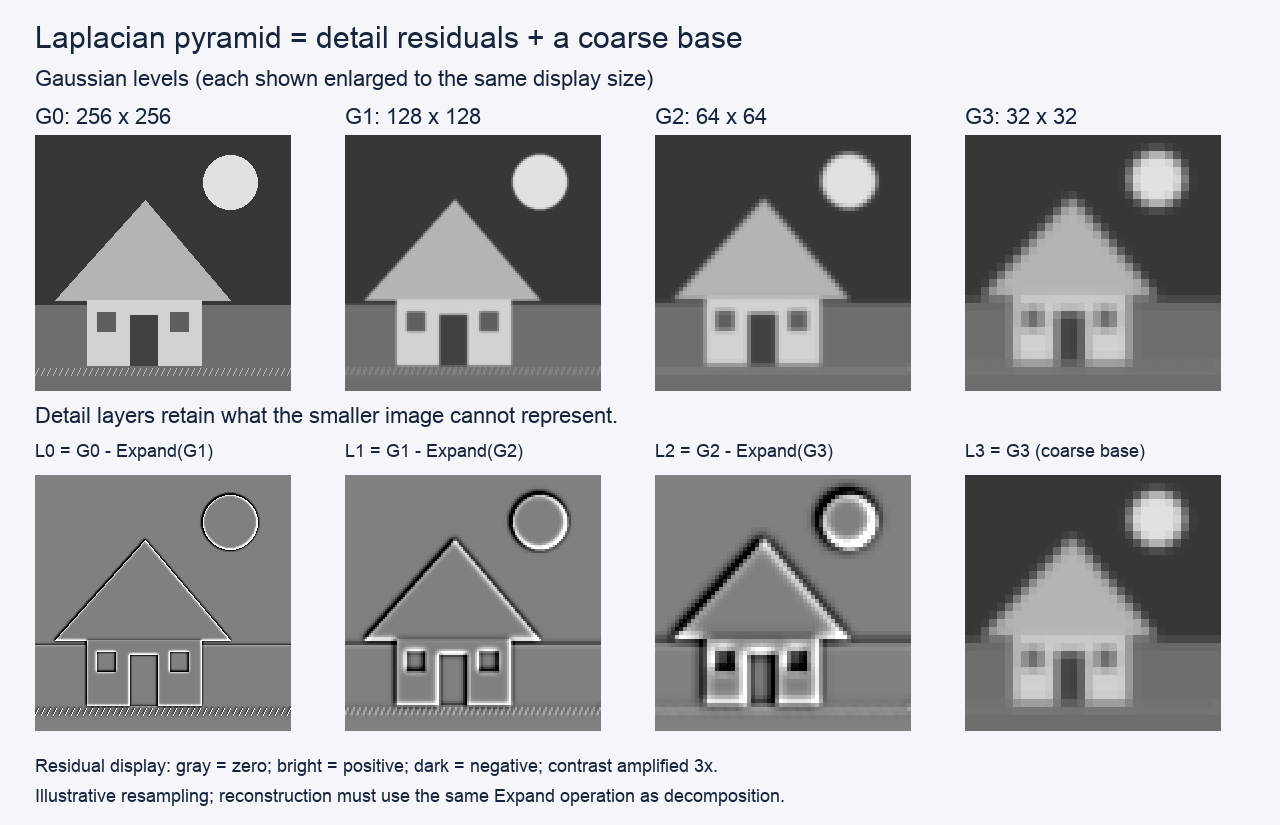 Laplacian pyramid = detail residuals + a coarse base
Gaussian levels (each shown enlarged to the same display size)
G0: 256 x 256
G1: 128 x 128
G2: 64 x 64
G3: 32 x 32
Detail layers retain what the smaller image cannot represent.
L0 = G0 - Expand(G1)
L1 = G1 - Expand(G2)
L2 = G2 - Expand(G3)
L3 = G3 (coarse base)
Residual display: gray = zero; bright = positive; dark = negative; contrast amplified 3x.
Illustrative resampling; reconstruction must use the same Expand operation as decomposition.